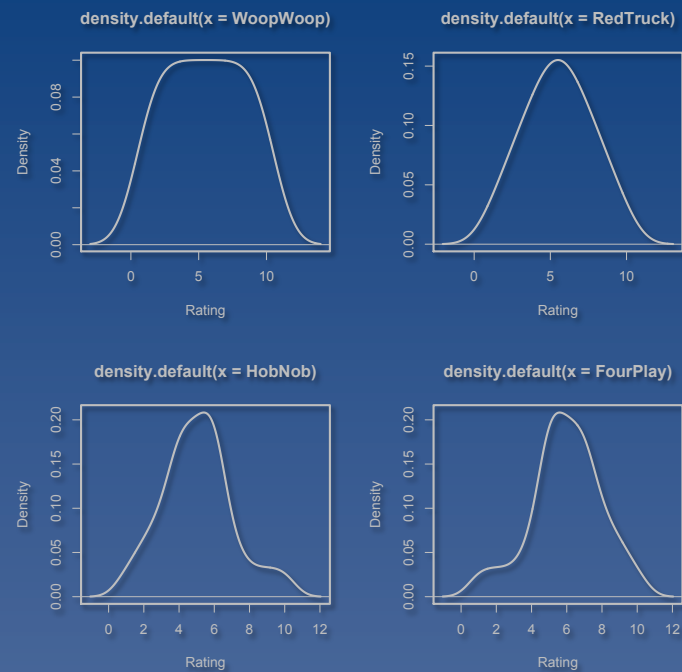 density.default(x = WoopWoop)
Density
0.00 0.04 0.08
0 5 10
Rating
density.default(x = RedTruck)
Density
0.00 0.05 0.10 0.15
0 5 10
Rating
density.default(x = HobNob)
Density
0.00 0.05 0.10 0.15 0.20
0 2 4 6 8 10 12
Rating
density.default(x = FourPlay)
Density
0.00 0.05 0.10 0.15 0.20
0 2 4 6 8 10 12
Rating